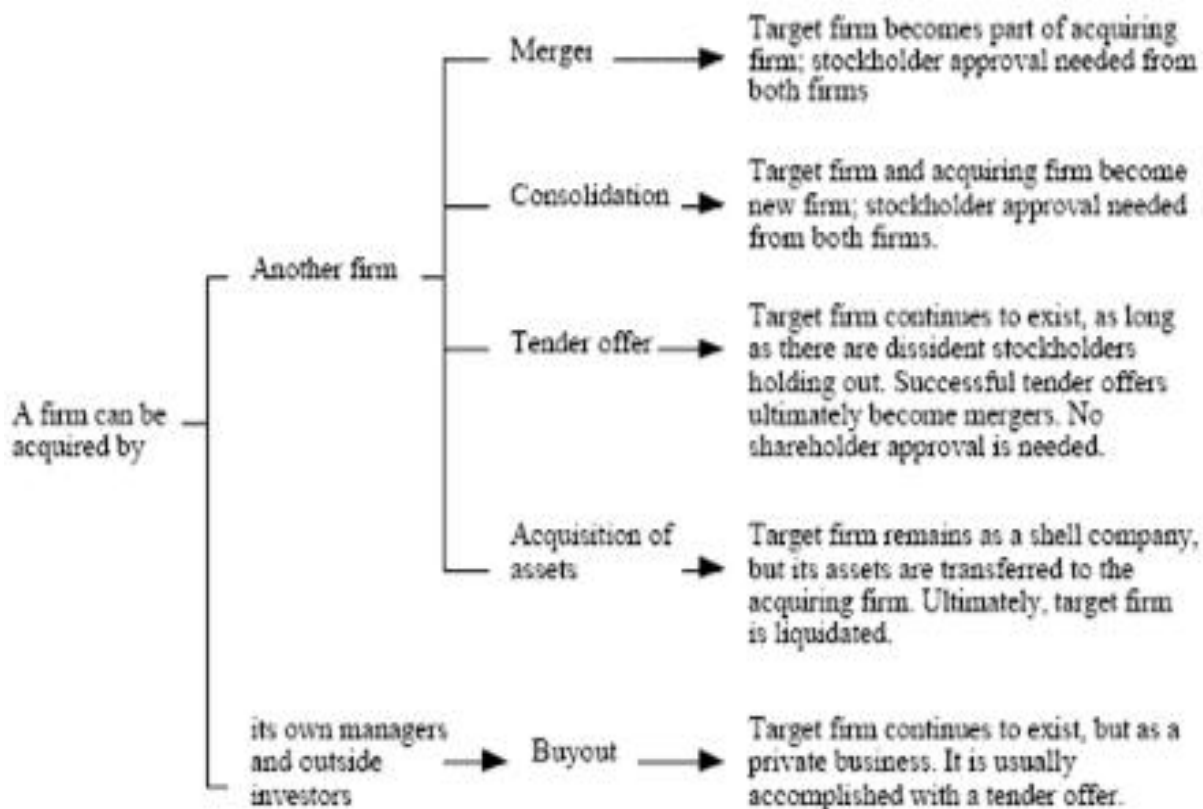 Merger
Target firm becomes part of acquiring
firm; stockholder approval needed from
both firms
Consolidation
Target firm and acquiring firm become
new firm; stockholder approval needed
from both firms.
Another firm
Tender offer
Target firm continues to exist, as long
as there are dissident stockholders
holding out. Successful tender offers
ultimately become mergers. No
shareholder approval is needed.
A firm can be
acquired by
Acquisition of
assets
Target firm remains as a shell company,
but its assets are transferred to the
acquiring firm. Ultimately, target firm
is liquidated.
its own managers
and outside
investors
Buyout
Target firm continues to exist, but as a
private business. It is usually
accomplished with a tender offer.